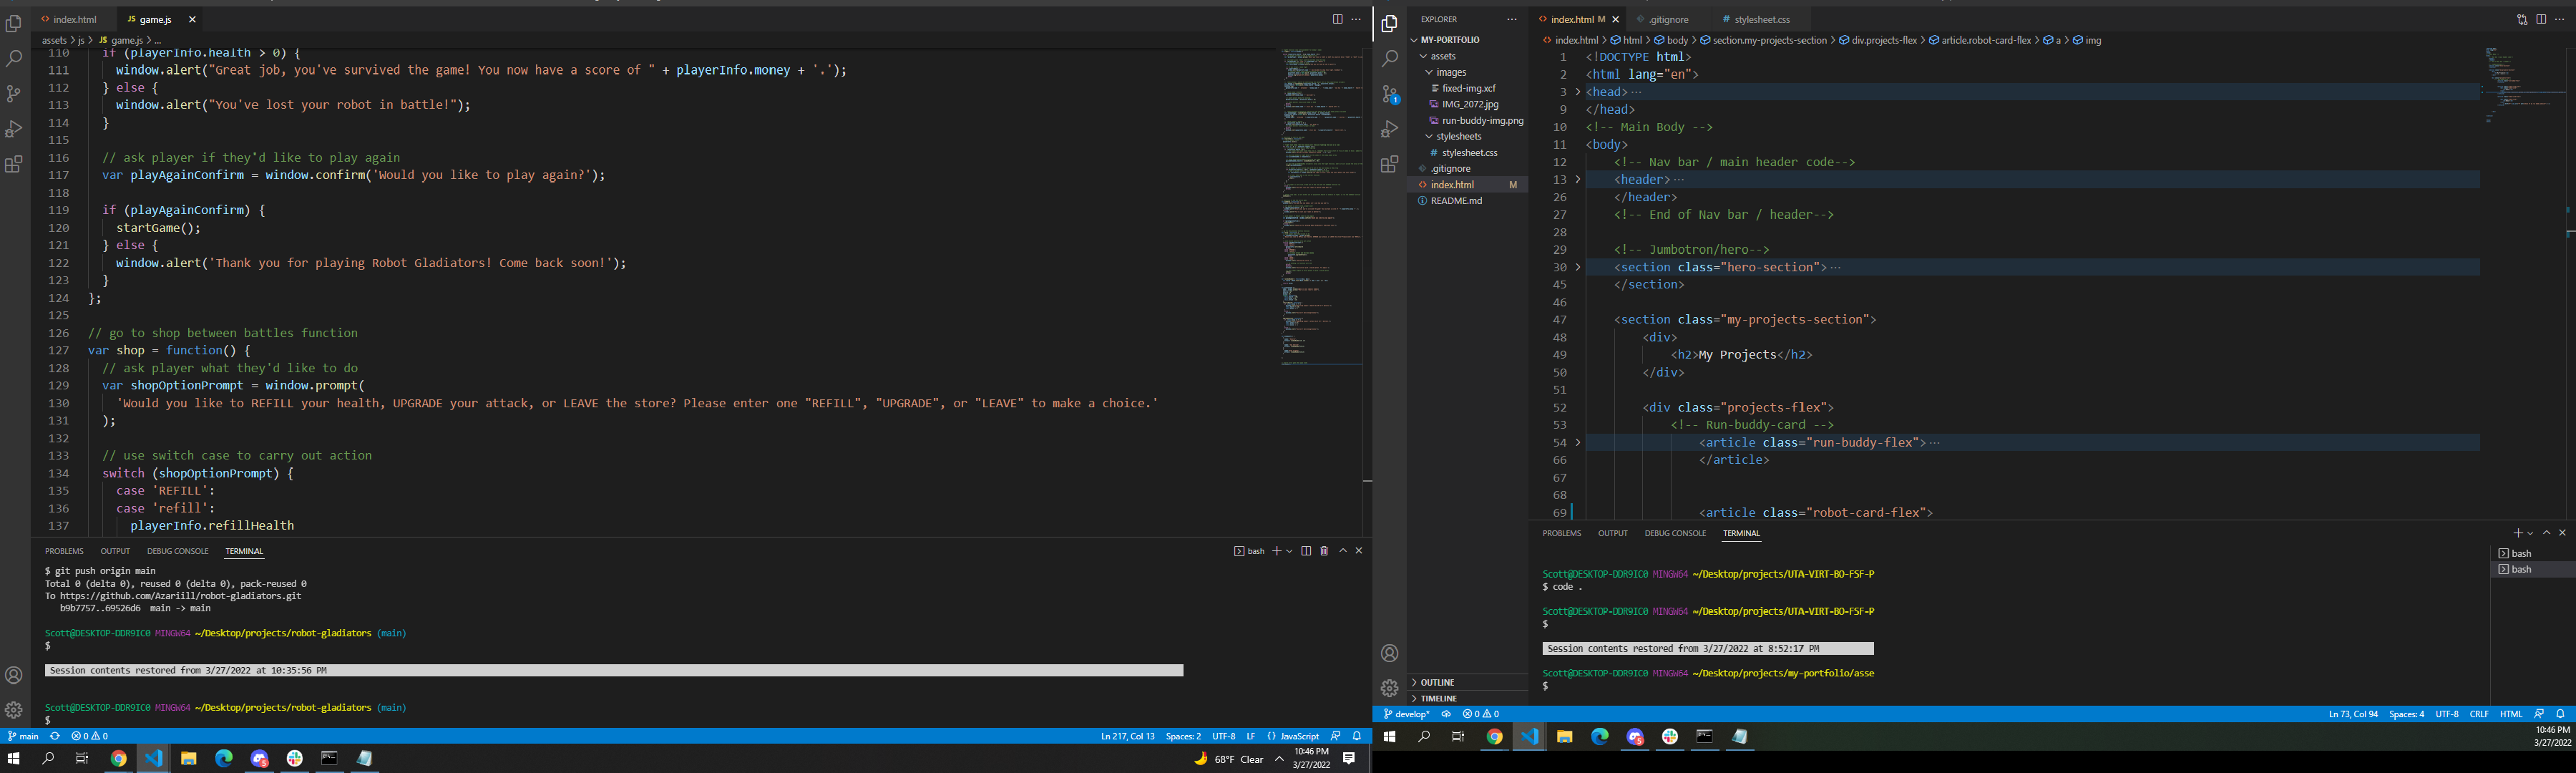 index.html
JS game.js
assets > js > JS game.js > ...
110 if (playerInfo.health > 0) {
111 window.alert("Great job, you've survived the game! You now have a score of " + playerInfo.money + '.');
112 } else {
113 window.alert("You've lost your robot in battle!");
114 }
115
116 // ask player if they'd like to play again
117 var playAgainConfirm = window.confirm('Would you like to play again?');
118
119 if (playAgainConfirm) {
120 startGame();
121 } else {
122 window.alert('Thank you for playing Robot Gladiators! Come back soon!');
123 }
124 };
125
126 // go to shop between battles function
127 var shop = function() {
128 // ask player what they'd like to do
129 var shopOptionPrompt = window.prompt(
130 'Would you like to REFILL your health, UPGRADE your attack, or LEAVE the store? Please enter one "REFILL", "UPGRADE", or "LEAVE" to make a choice.'
131 );
132
133 // use switch case to carry out action
134 switch (shopOptionPrompt) {
135 case 'REFILL':
136 case 'refill':
137 playerInfo.refillHealth
PROBLEMS OUTPUT DEBUG CONSOLE TERMINAL
bash
$ git push origin main
Total 0 (delta 0), reused 0 (delta 0), pack-reused 0
To https://github.com/Azariill/robot-gladiators.git
b9b7757..69526d6 main -> main
Scott@DESKTOP-DDR9IC0 MINGW64 ~/Desktop/projects/robot-gladiators (main)
$
Session contents restored from 3/27/2022 at 10:35:56 PM
Scott@DESKTOP-DDR9IC0 MINGW64 ~/Desktop/projects/robot-gladiators (main)
$
main 0 0
Ln 217, Col 13 Spaces: 2 UTF-8 LF {} JavaScript
68°F Clear
10:46 PM
3/27/2022
EXPLORER
MY-PORTFOLIO
assets
images
fixed-img.xcf
IMG_2072.jpg
run-buddy-img.png
stylesheets
# stylesheet.css
.gitignore
index.html M
README.md
OUTLINE
TIMELINE
index.html M
.gitignore
# stylesheet.css
index.html > html > body > section.my-projects-section > div.projects-flex > article.robot-card-flex > a > img
1 <!DOCTYPE html>
2 <html lang="en">
3 <head>...
9 </head>
10 <!-- Main Body -->
11 <body>
12 <!-- Nav bar / main header code-->
13 <header>...
26 </header>
27 <!-- End of Nav bar / header-->
28
29 <!-- Jumbotron/hero-->
30 <section class="hero-section">...
45 </section>
46
47 <section class="my-projects-section">
48 <div>
49 <h2>My Projects</h2>
50 </div>
51
52 <div class="projects-flex">
53 <!-- Run-buddy-card -->
54 <article class="run-buddy-flex">...
66 </article>
67
68
69 <article class="robot-card-flex">
PROBLEMS OUTPUT DEBUG CONSOLE TERMINAL
Scott@DESKTOP-DDR9IC0 MINGW64 ~/Desktop/projects/UTA-VIRT-BO-FSF-P
$ code .
Scott@DESKTOP-DDR9IC0 MINGW64 ~/Desktop/projects/UTA-VIRT-BO-FSF-P
$
Session contents restored from 3/27/2022 at 8:52:17 PM
Scott@DESKTOP-DDR9IC0 MINGW64 ~/Desktop/projects/my-portfolio/asse
$
bash
bash
develop* 0 0
Ln 73, Col 94 Spaces: 4 UTF-8 CRLF HTML
10:46 PM
3/27/2022